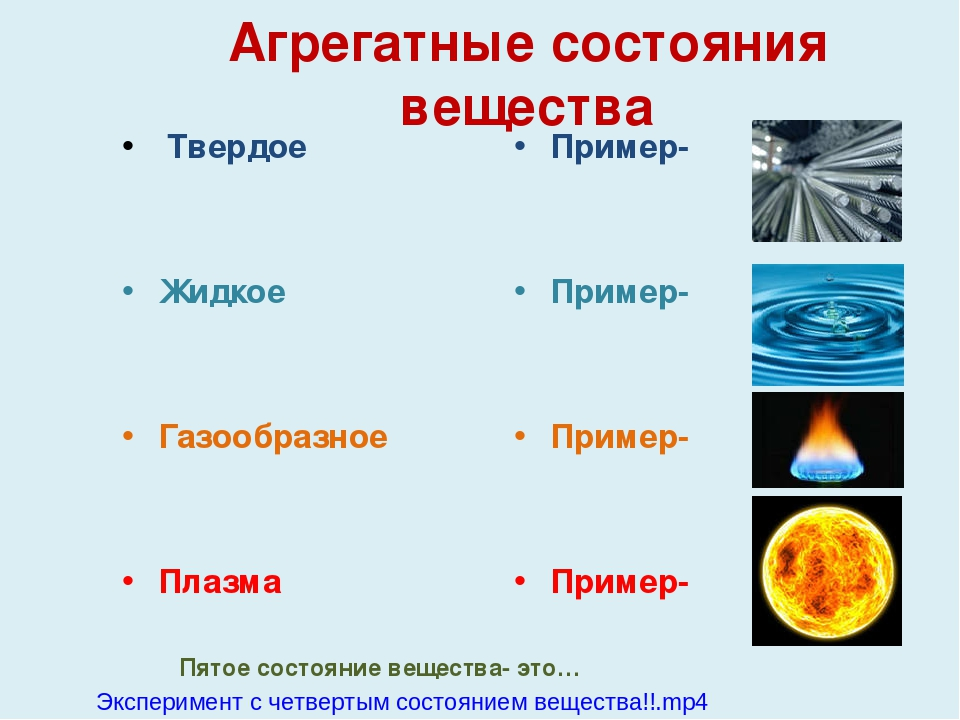 Агрегатные состояния
вещества
• Твердое
• Пример-
• Жидкое
• Пример-
• Газообразное
• Пример-
• Плазма
• Пример-
Пятое состояние вещества- это…
Эксперимент с четвертым состоянием вещества!!.mp4